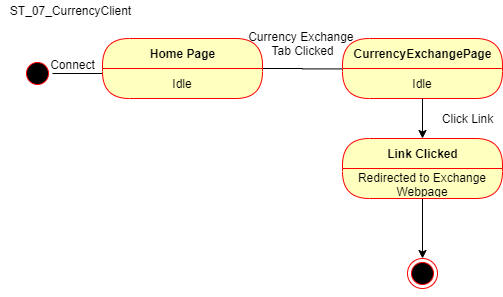 ST_07_CurrencyClient
Connect
Home Page
Idle
Currency Exchange
Tab Clicked
CurrencyExchangePage
Idle
Click Link
Link Clicked
Redirected to Exchange
Webpage